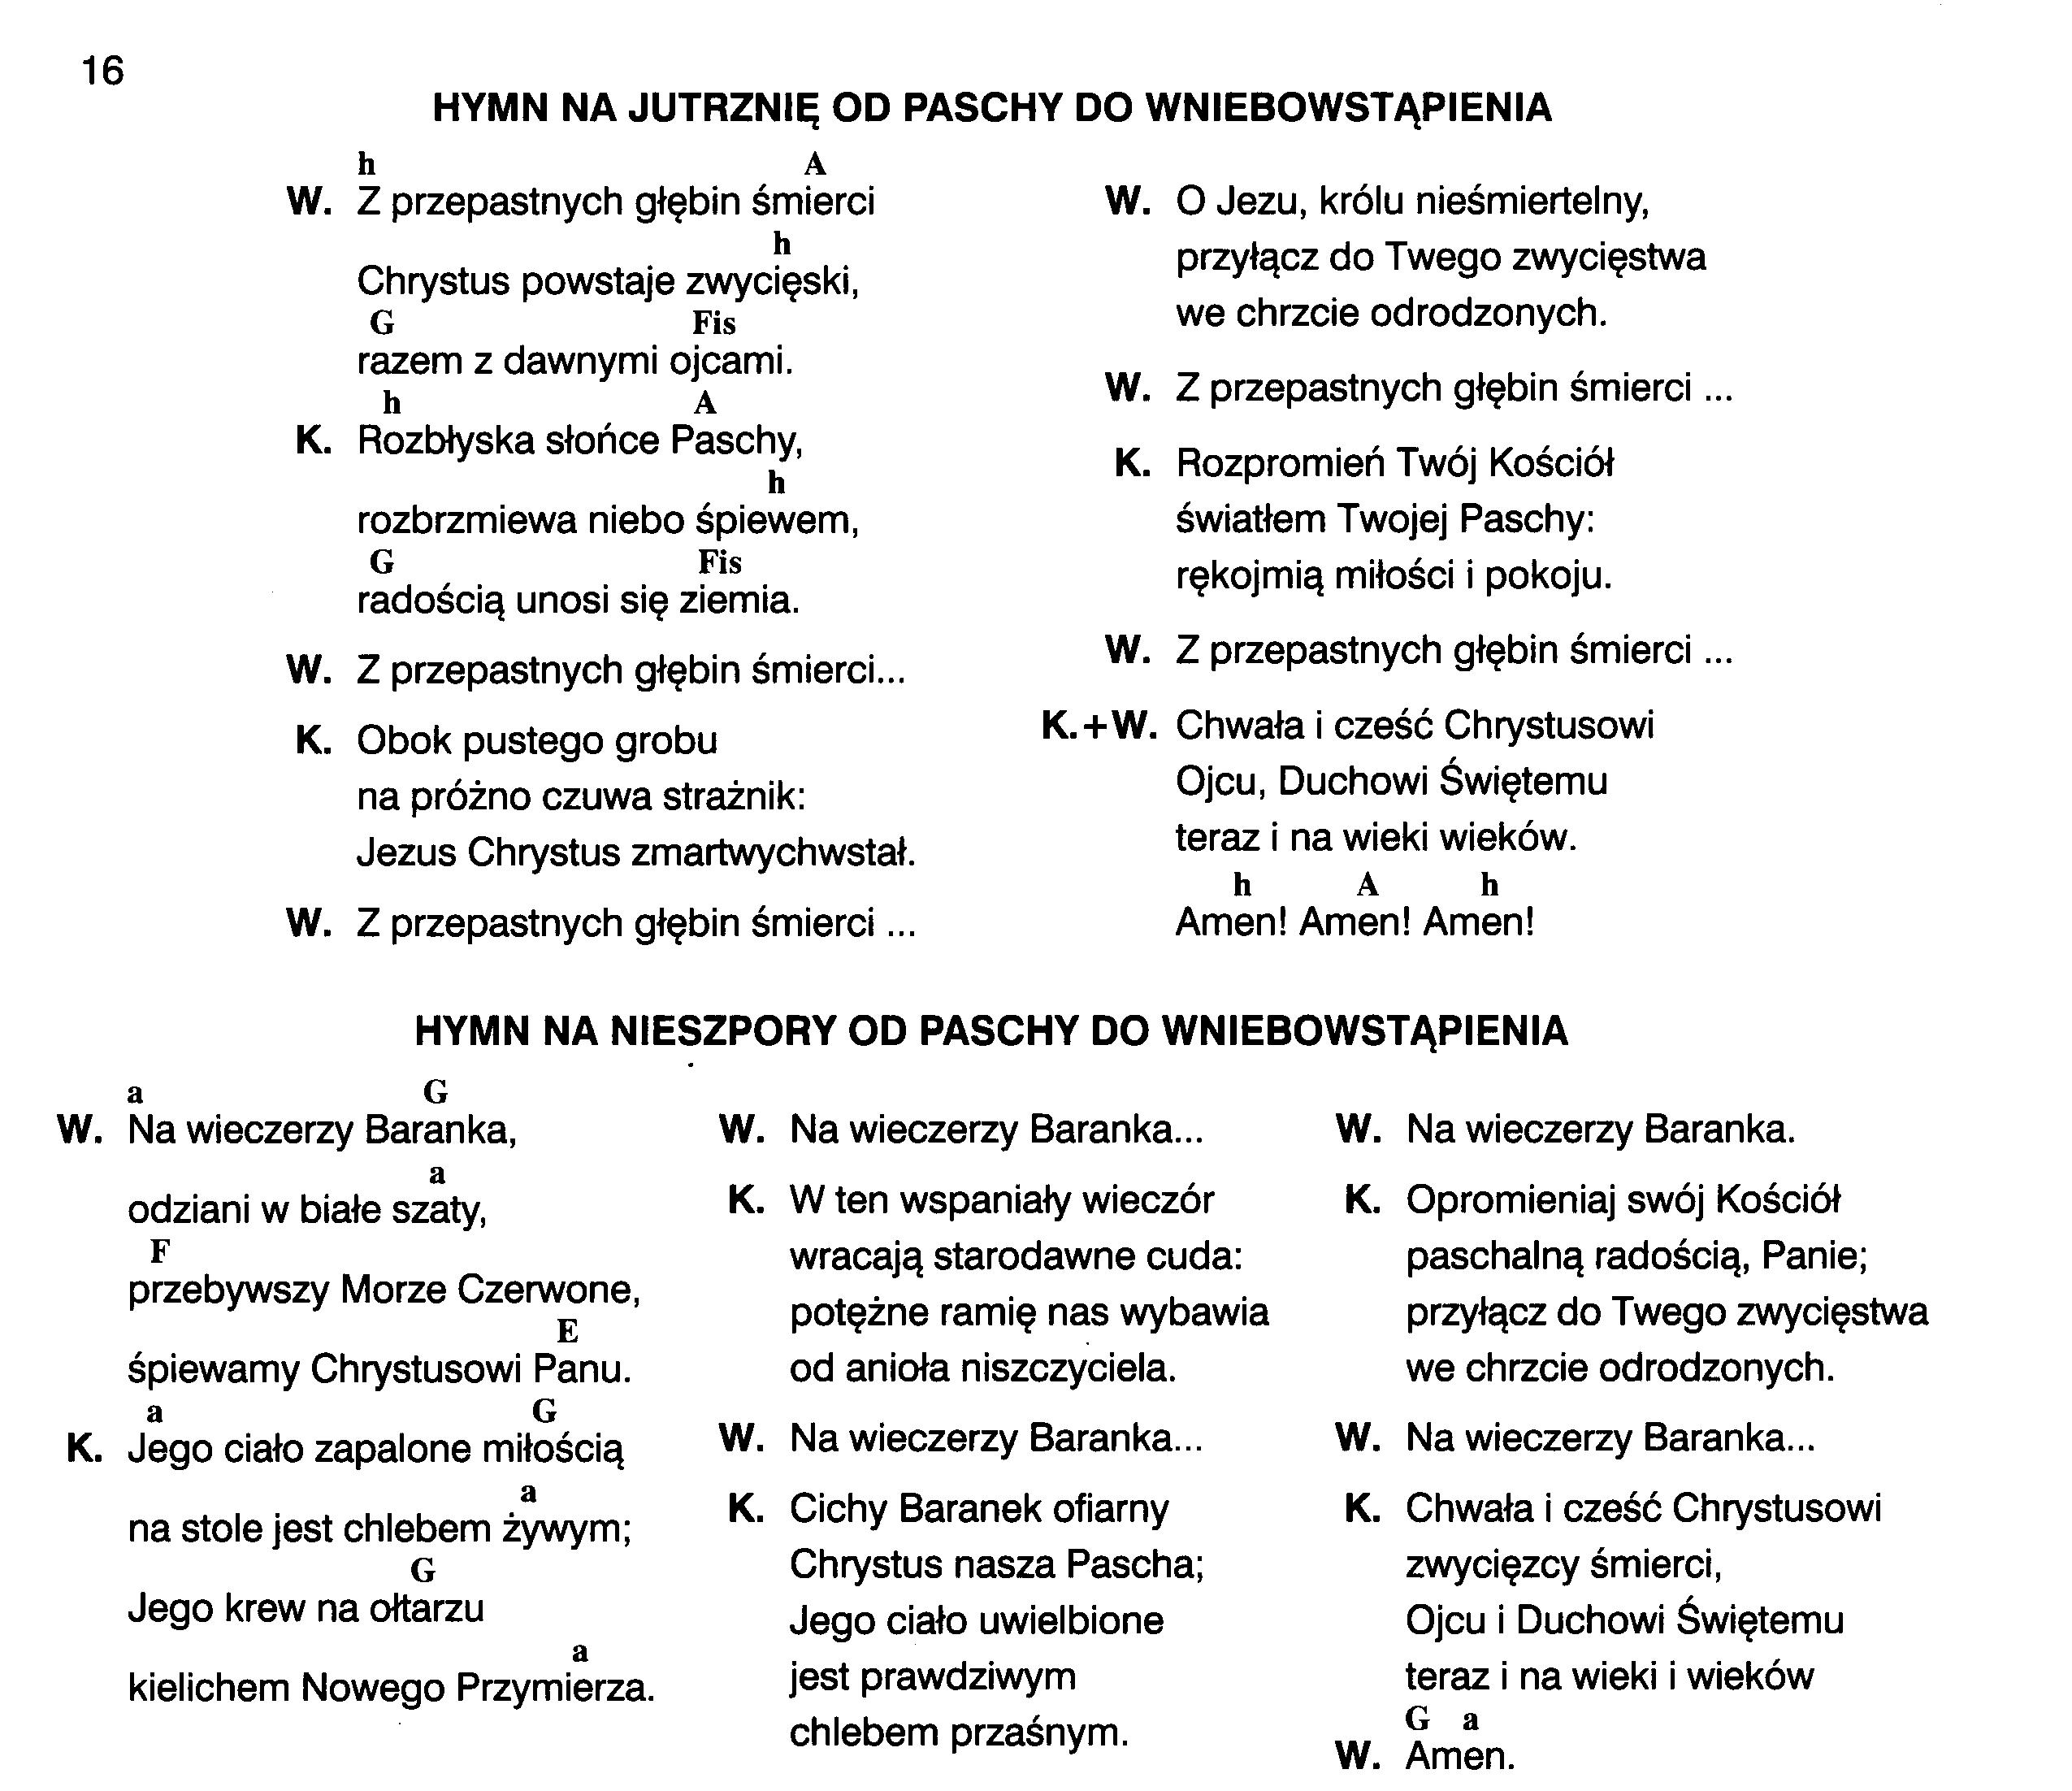 16
HYMN NA JUTRZNIĘ OD PASCHY DO WNIEBOWSTĄPIENIA
h A
W. Z przepastnych głębin śmierci
h
Chrystus powstaje zwycięski,
G Fis
razem z dawnymi ojcami.
h A
K. Rozbłyska słońce Paschy,
h
rozbrzmiewa niebo śpiewem,
G Fis
radością unosi się ziemia.
W. Z przepastnych głębin śmierci...
K. Obok pustego grobu
na próżno czuwa strażnik:
Jezus Chrystus zmartwychwstał.
W. Z przepastnych głębin śmierci ...
W. O Jezu, królu nieśmiertelny,
przyłącz do Twego zwycięstwa
we chrzcie odrodzonych.
W. Z przepastnych głębin śmierci ...
K. Rozpromień Twój Kościół
światłem Twojej Paschy:
rękojmią miłości i pokoju.
W. Z przepastnych głębin śmierci ...
K.+W. Chwała i cześć Chrystusowi
Ojcu, Duchowi Świętemu
teraz i na wieki wieków.
h A h
Amen! Amen! Amen!
HYMN NA NIESZPORY OD PASCHY DO WNIEBOWSTĄPIENIA
a G
W. Na wieczerzy Baranka,
a
odziani w białe szaty,
F
przebywszy Morze Czerwone,
E
śpiewamy Chrystusowi Panu.
a G
K. Jego ciało zapalone miłością
a
na stole jest chlebem żywym;
G
Jego krew na ołtarzu
a
kielichem Nowego Przymierza.
W. Na wieczerzy Baranka...
K. W ten wspaniały wieczór
wracają starodawne cuda:
potężne ramię nas wybawia
od anioła niszczyciela.
W. Na wieczerzy Baranka...
K. Cichy Baranek ofiarny
Chrystus nasza Pascha;
Jego ciało uwielbione
jest prawdziwym
chlebem przaśnym.
W. Na wieczerzy Baranka.
K. Opromieniaj swój Kościół
paschalną radością, Panie;
przyłącz do Twego zwycięstwa
we chrzcie odrodzonych.
W. Na wieczerzy Baranka...
K. Chwała i cześć Chrystusowi
zwycięzcy śmierci,
Ojcu i Duchowi Świętemu
teraz i na wieki i wieków
G a
W. Amen.